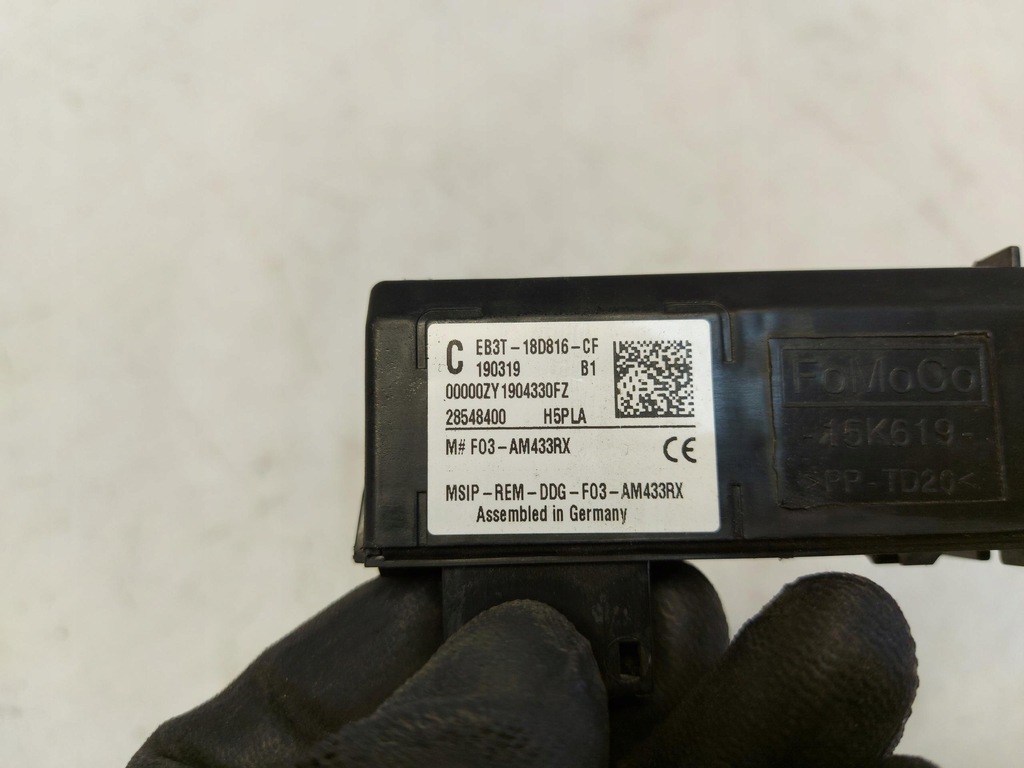 C EB3T-18D816-CF
190319 B1
00000ZY1904330FZ
28548400 H5PLA
M# F03-AM433RX
CE
MSIP-REM-DDG-F03-AM433RX
Assembled in Germany
FoMoCo
-15K619-
>PP-TD20<